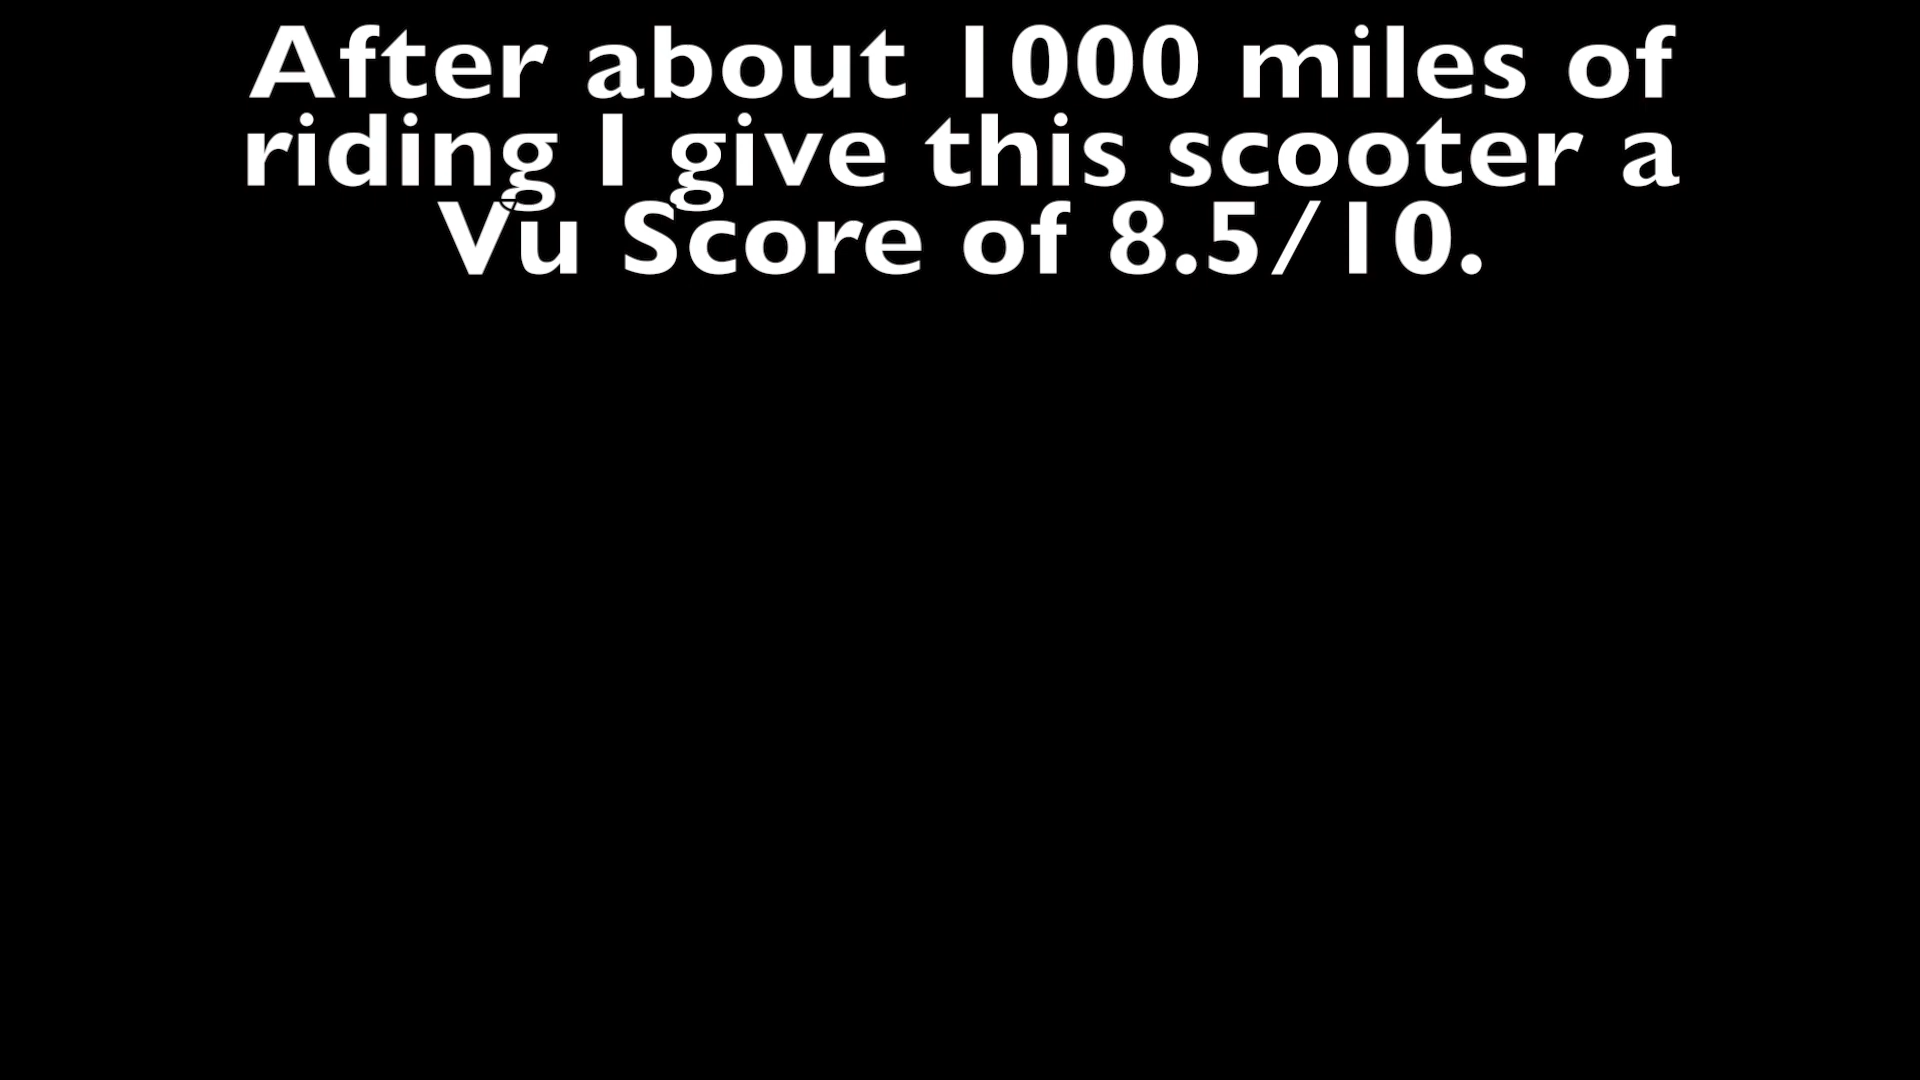 After about 1000 miles of
riding I give this scooter a
Vu Score of 8.5/10.